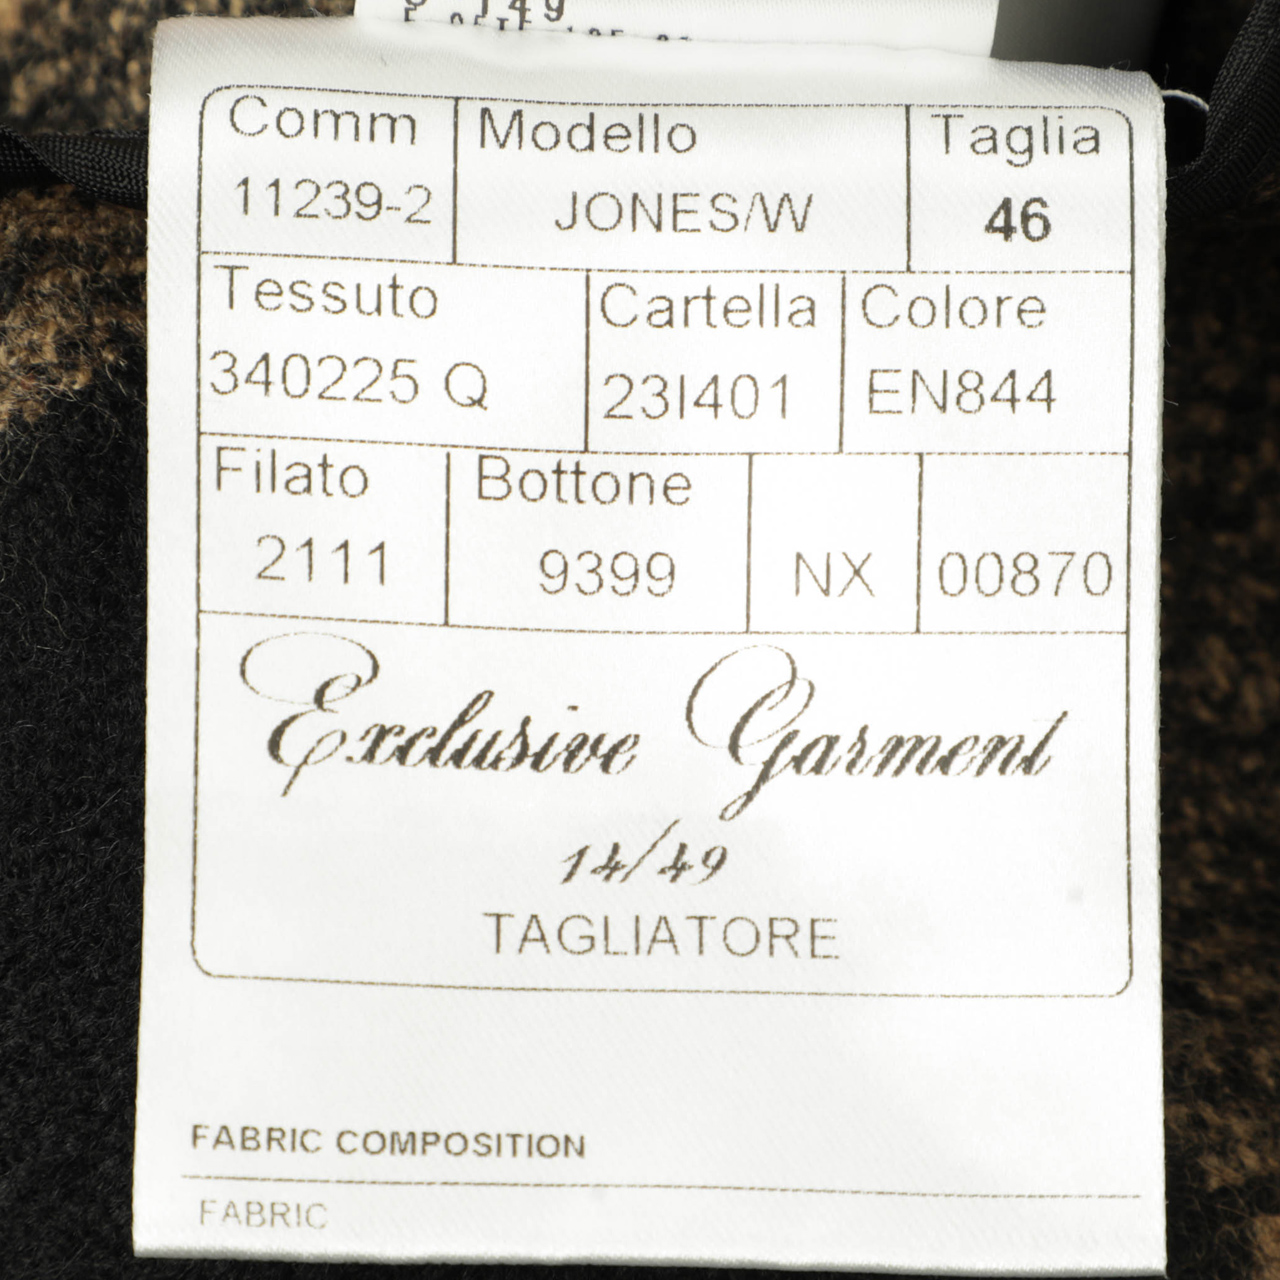 Comm Modello Taglia
11239-2 JONES/W 46
Tessuto Cartella Colore
340225 Q 23I401 EN844
Filato Bottone
2111 9399 NX 00870
Exclusive Garment
14/49
TAGLIATORE
FABRIC COMPOSITION
FABRIC